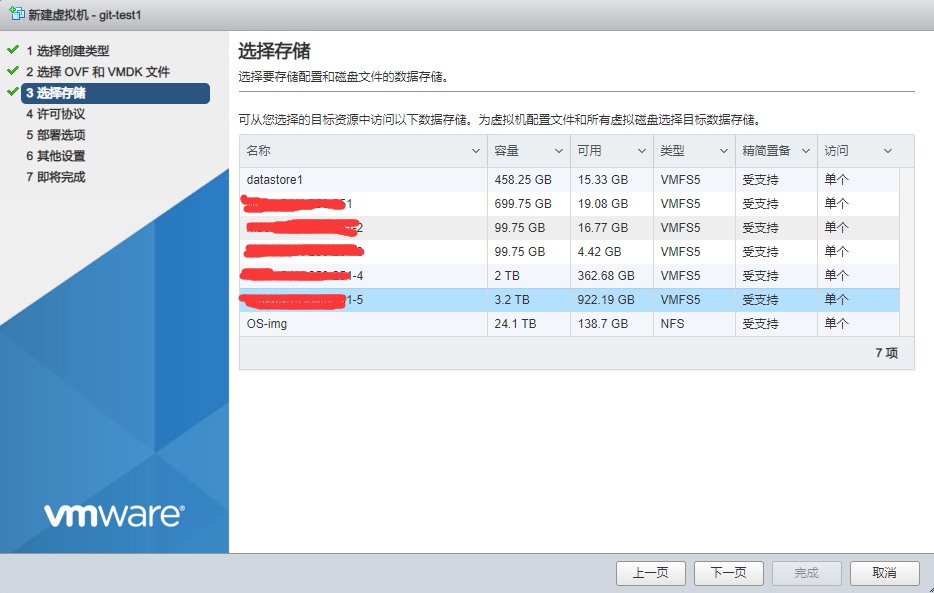 新建虚拟机 - git-test1
1 选择创建类型
2 选择 OVF 和 VMDK 文件
3 选择存储
4 许可协议
5 部署选项
6 其他设置
7 即将完成
选择存储
选择要存储配置和磁盘文件的数据存储。
可从您选择的目标资源中访问以下数据存储。为虚拟机配置文件和所有虚拟磁盘选择目标数据存储。
名称 容量 可用 类型 精简置备 访问
datastore1 458.25 GB 15.33 GB VMFS5 受支持 单个
699.75 GB 19.08 GB VMFS5 受支持 单个
99.75 GB 16.77 GB VMFS5 受支持 单个
99.75 GB 4.42 GB VMFS5 受支持 单个
2 TB 362.68 GB VMFS5 受支持 单个
3.2 TB 922.19 GB VMFS5 受支持 单个
OS-img 24.1 TB 138.7 GB NFS 受支持 单个
7 项
vmware®
上一页 下一页 完成 取消